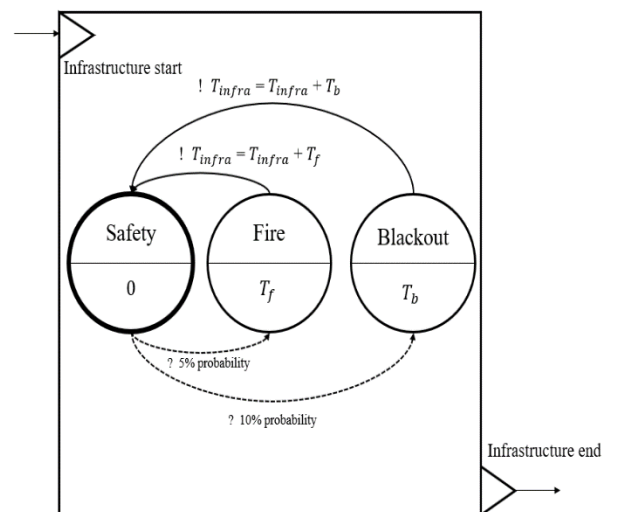 Infrastructure start
! T_infra = T_infra + T_b
! T_infra = T_infra + T_f
Safety
Fire
Blackout
0
T_f
T_b
? 5% probability
? 10% probability
Infrastructure end